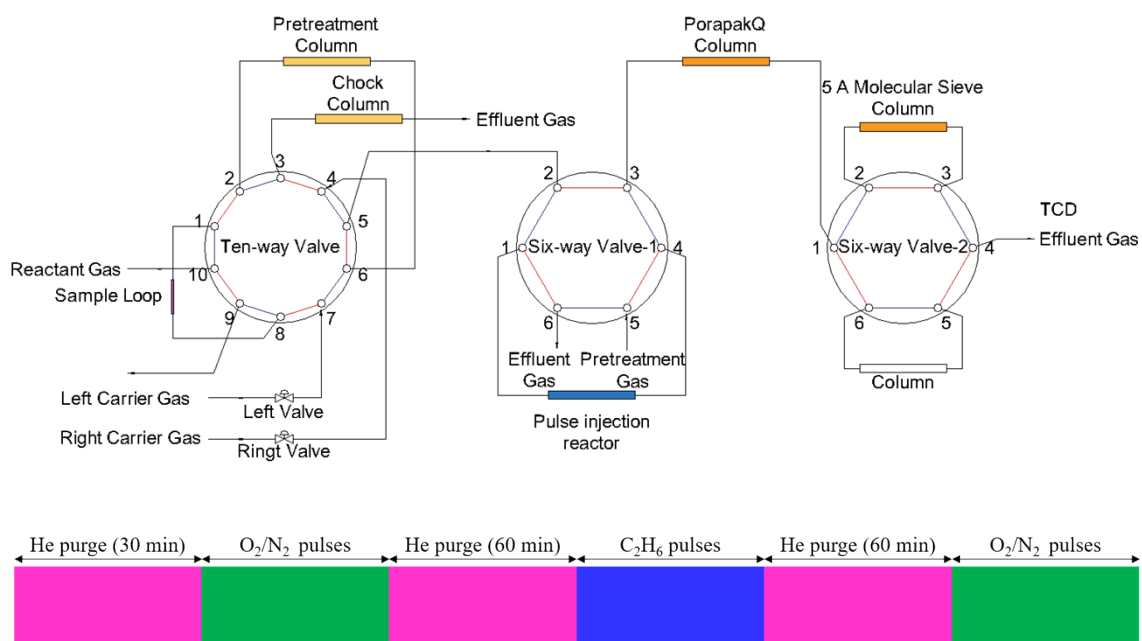 Pretreatment
Column
Chock
Column
Effluent Gas
PorapakQ
Column
5 A Molecular Sieve
Column
1
2
3
4
5
6
7
8
9
10
Ten-way Valve
Reactant Gas
Sample Loop
Left Carrier Gas
Left Valve
Right Carrier Gas
Ringt Valve
1
2
3
4
5
6
Six-way Valve-1
Effluent
Gas
Pretreatment
Gas
Pulse injection
reactor
1
2
3
4
5
6
Six-way Valve-2
TCD
Effluent Gas
Column
He purge (30 min)
O₂/N₂ pulses
He purge (60 min)
C₂H₆ pulses
He purge (60 min)
O₂/N₂ pulses